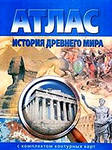 АТЛАС
ИСТОРИЯ ДРЕВНЕГО МИРА
с комплектом контурных карт